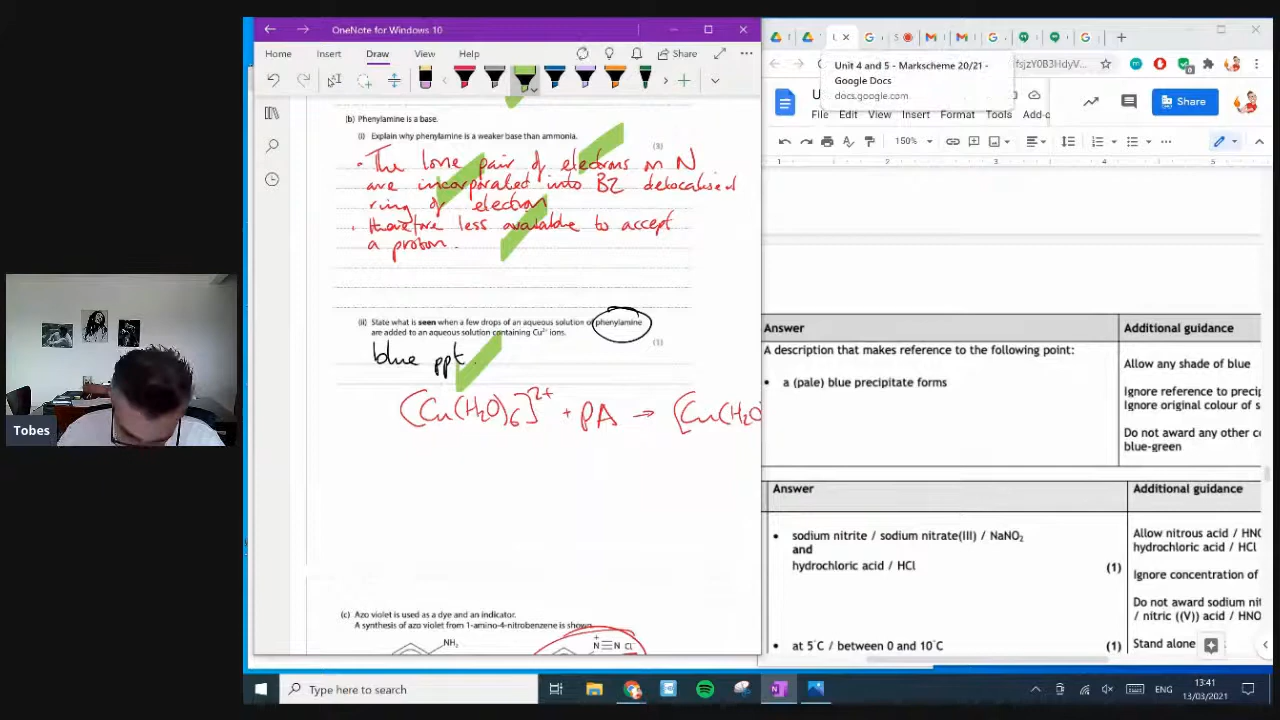 OneNote for Windows 10
Home Insert Draw View Help Share
(b) Phenylamine is a base.
(i) Explain why phenylamine is a weaker base than ammonia.
(3)
• The lone pair of electrons on N
are incorporated into BZ delocalised
ring of electron
• therefore less available to accept
a proton.
(ii) State what is seen when a few drops of an aqueous solution of phenylamine
are added to an aqueous solution containing Cu²⁺ ions.
(1)
blue ppt.
[Cu(H₂O)₆]²⁺ + PA → [Cu(H₂O)
(c) Azo violet is used as a dye and an indicator.
A synthesis of azo violet from 1-amino-4-nitrobenzene is shown.
NH₂
N≡N Cl
+
Tobes
Unit 4 and 5 - Markscheme 20/21 -
Google Docs
docs.google.com
fsjzY0B3HdyV
Share
File Edit View Insert Format Tools Add-o
150%
1 2 3 4 5
Answer Additional guidance
A description that makes reference to the following point:
• a (pale) blue precipitate forms
Allow any shade of blue
Ignore reference to precip
Ignore original colour of s
Do not award any other co
blue-green
Answer Additional guidance
• sodium nitrite / sodium nitrate(III) / NaNO₂
and
hydrochloric acid / HCl
(1)
Allow nitrous acid / HNO
hydrochloric acid / HCl
Ignore concentration of
Do not award sodium nit
/ nitric ((V)) acid / HNO
• at 5°C / between 0 and 10°C (1)
Stand alone
Type here to search
ENG
13:41
13/03/2021